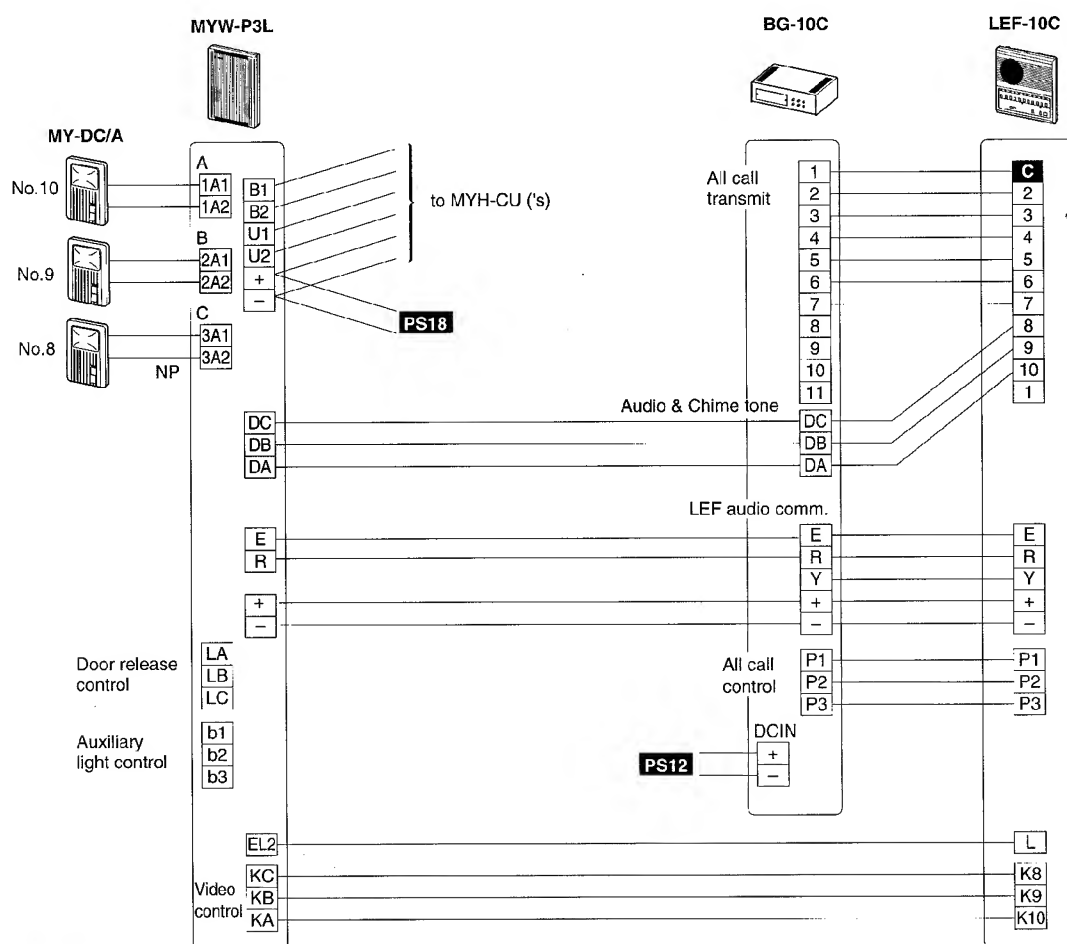 MYW-P3L
BG-10C
LEF-10C
MY-DC/A
No.10
No.9
No.8
A
1A1
1A2
B
2A1
2A2
C
3A1
3A2
NP
B1
B2
U1
U2
+
–
to MYH-CU ('s)
PS18
DC
DB
DA
Audio & Chime tone
E
R
+
–
Door release
control
LA
LB
LC
Auxiliary
light control
b1
b2
b3
EL2
Video
control
KC
KB
KA
All call
transmit
1
2
3
4
5
6
7
8
9
10
11
DC
DB
DA
LEF audio comm.
E
R
Y
+
–
All call
control
P1
P2
P3
DCIN
+
–
PS12
C
2
3
4
5
6
7
8
9
10
1
E
R
Y
+
–
P1
P2
P3
L
K8
K9
K10